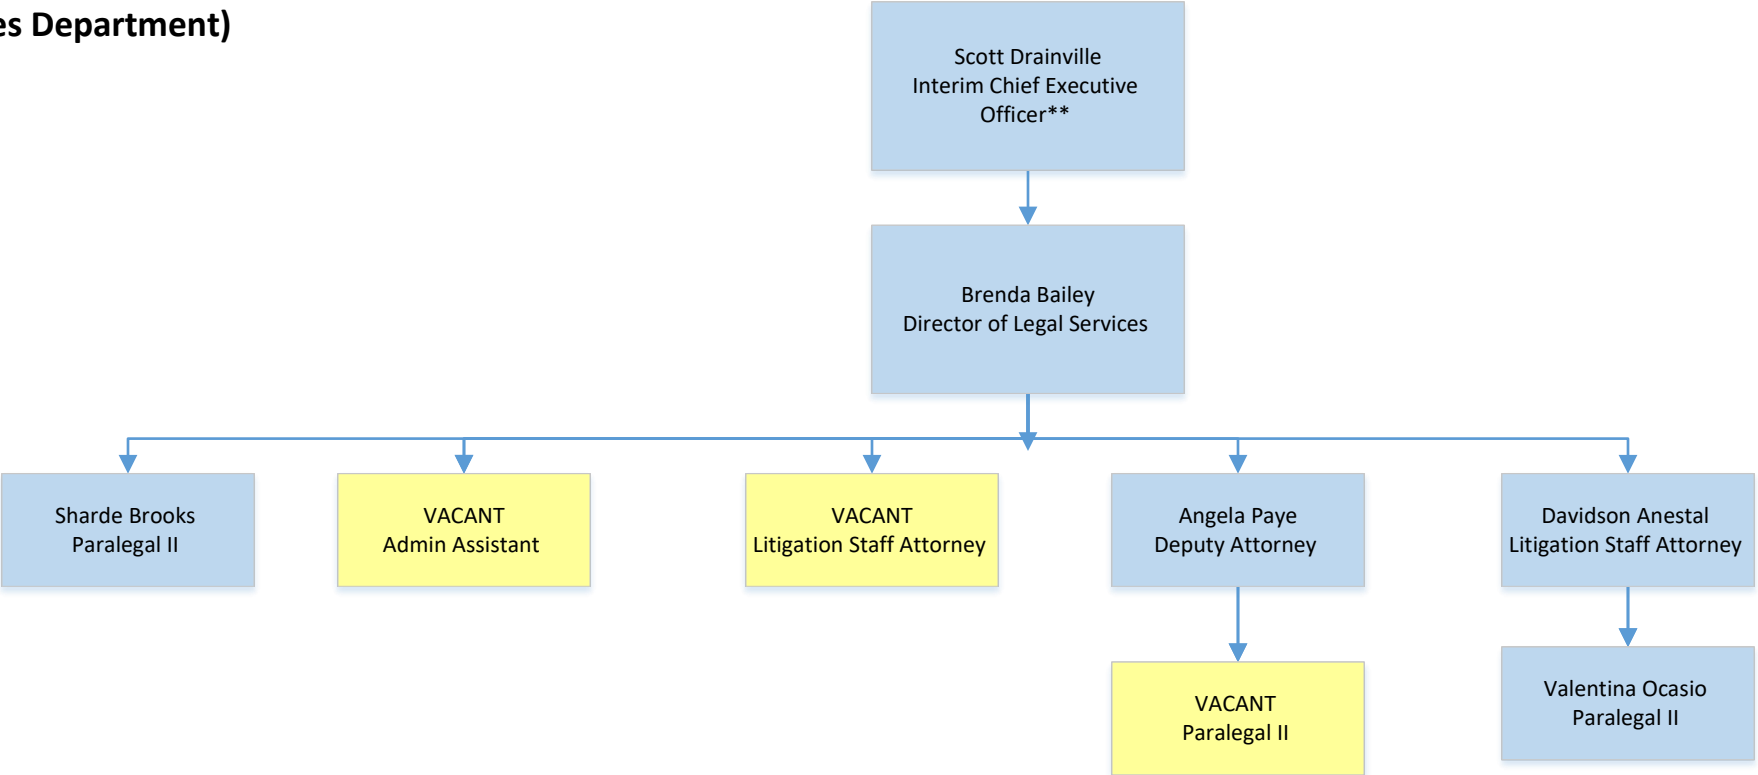 es Department)
Scott Drainville
Interim Chief Executive
Officer**
Brenda Bailey
Director of Legal Services
Sharde Brooks
Paralegal II
VACANT
Admin Assistant
VACANT
Litigation Staff Attorney
Angela Paye
Deputy Attorney
Davidson Anestal
Litigation Staff Attorney
VACANT
Paralegal II
Valentina Ocasio
Paralegal II